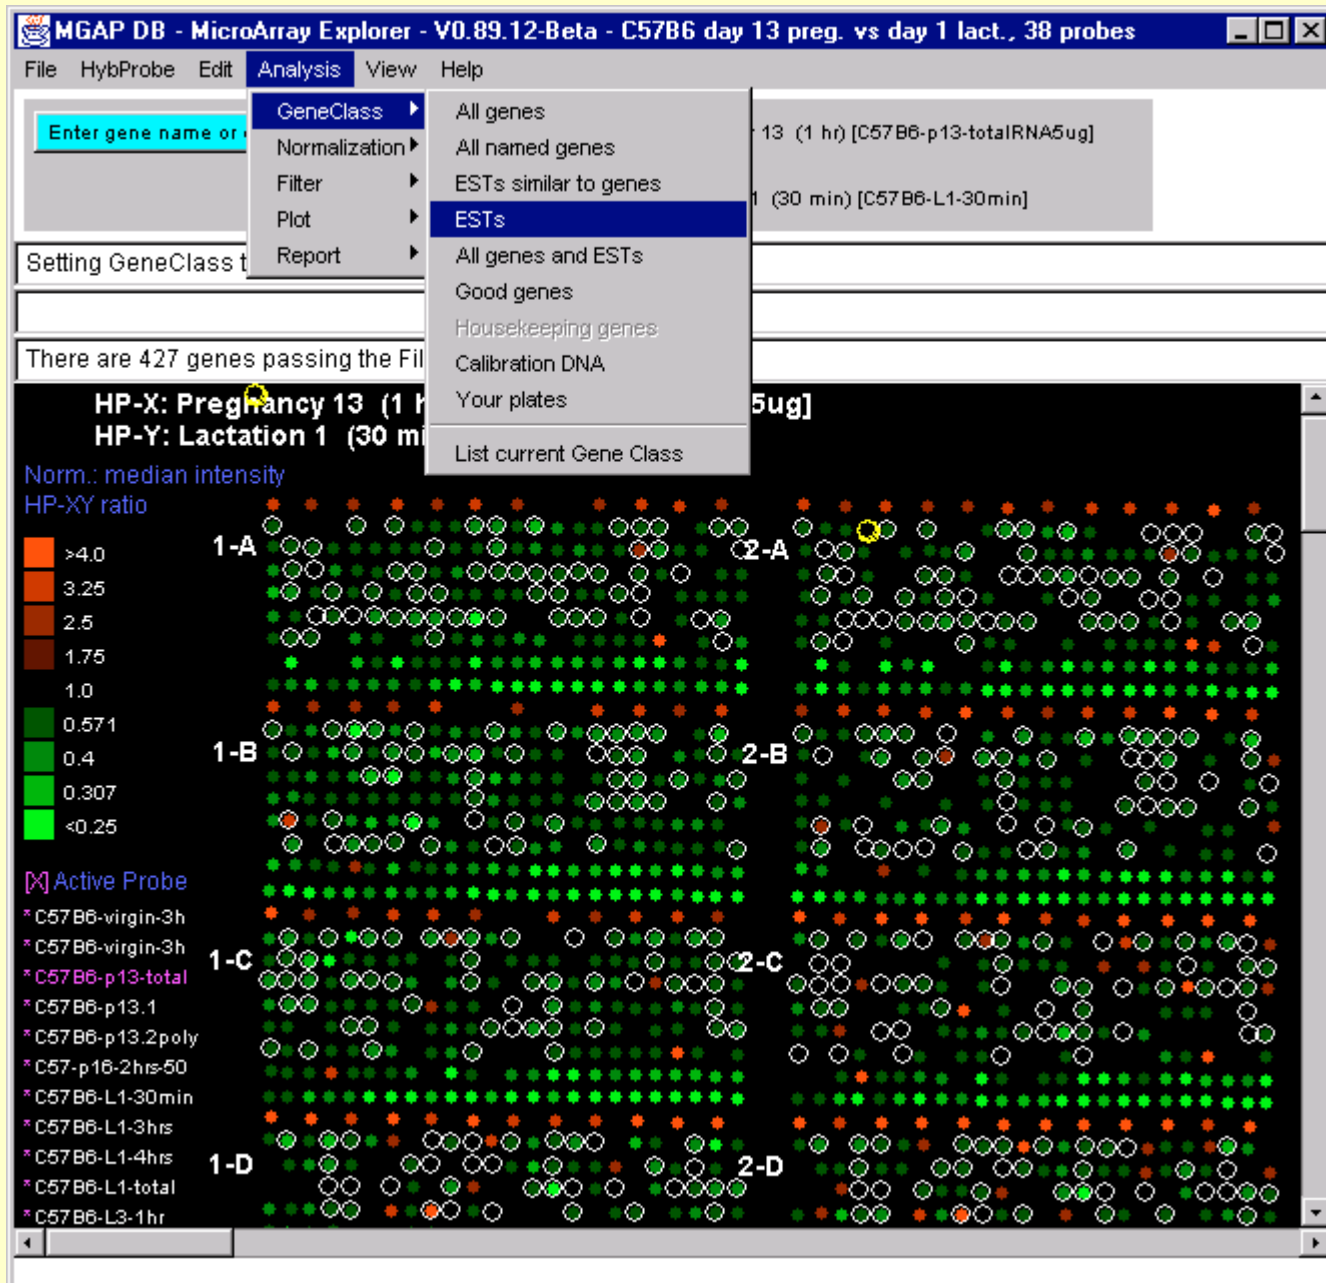 MGAP DB - MicroArray Explorer - V0.89.12-Beta - C57B6 day 13 preg. vs day 1 lact., 38 probes
File HybProbe Edit Analysis View Help
GeneClass
Normalization
Filter
Plot
Report
All genes
All named genes
ESTs similar to genes
ESTs
All genes and ESTs
Good genes
Housekeeping genes
Calibration DNA
Your plates
List current Gene Class
Enter gene name or
13 (1 hr) [C57B6-p13-totalRNA5ug]
(30 min) [C57B6-L1-30min]
Setting GeneClass
There are 427 genes passing the
HP-X: Pregnancy 13 (1 5ug]
HP-Y: Lactation 1 (30
Norm.: median intensity
HP-XY ratio
>4.0
3.25
2.5
1.75
1.0
0.571
0.4
0.307
<0.25
1-A 2-A
1-B 2-B
1-C 2-C
1-D 2-D
[X] Active Probe
*C57B6-virgin-3h
*C57B6-virgin-3h
*C57B6-p13-total
*C57B6-p13.1
*C57B6-p13.2poly
*C57-p16-2hrs-50
*C57B6-L1-30min
*C57B6-L1-3hrs
*C57B6-L1-4hrs
*C57B6-L1-total
*C57B6-L3-1hr